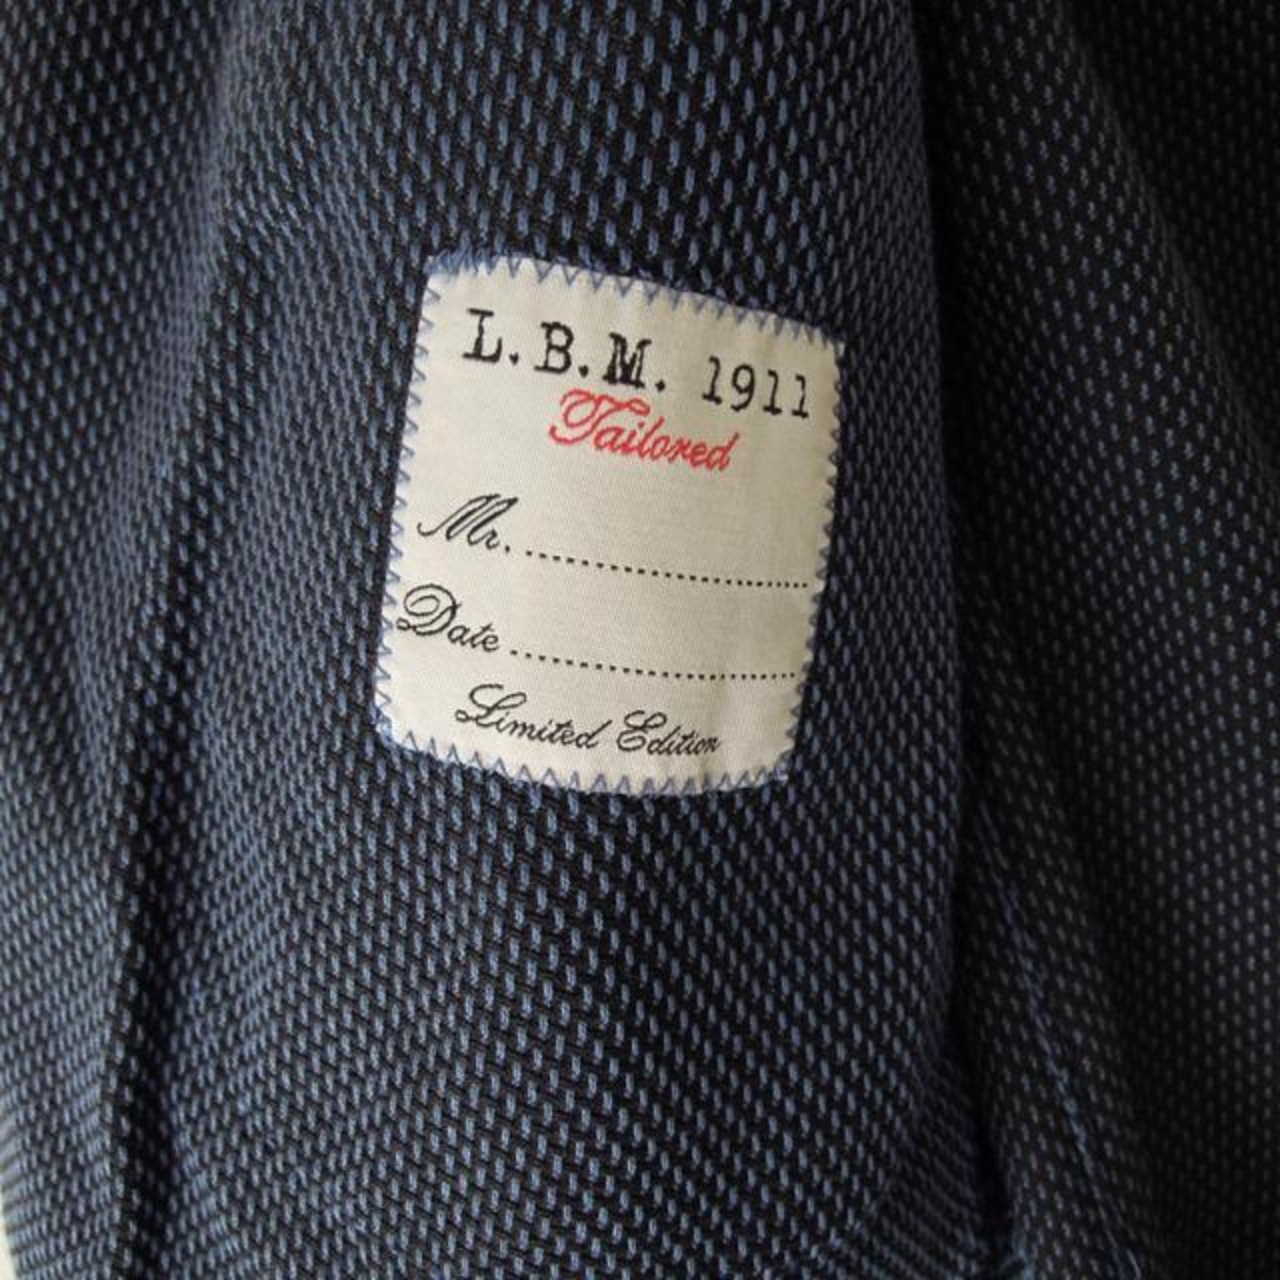 L.B.M. 1911
Tailored
Mr. ..............................
Date ..............................
Limited Edition